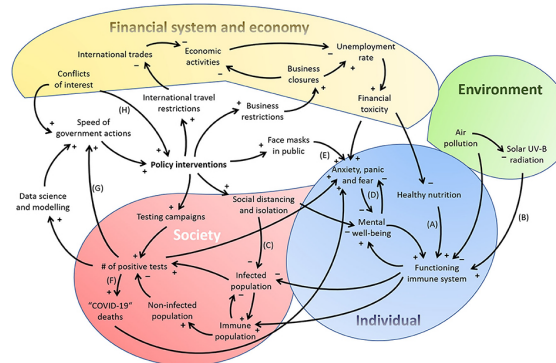 Financial system and economy
International trades
Economic
activities
Unemployment
rate
Conflicts
of interest
Business
closures
Environment
(H)
International travel
restrictions
Business
restrictions
Financial
toxicity
Speed of
government actions
Face masks
in public
(E)
Air
pollution
Solar UV-B
radiation
Policy interventions
Anxiety, panic
and fear
(G)
(D)
Healthy nutrition
Data science
and modelling
Social distancing
and isolation
(B)
Testing campaigns
Society
Mental
well-being
(A)
(C)
# of positive tests
(F)
Infected
population
Functioning
immune system
"COVID-19"
deaths
Non-infected
population
Immune
population
Individual